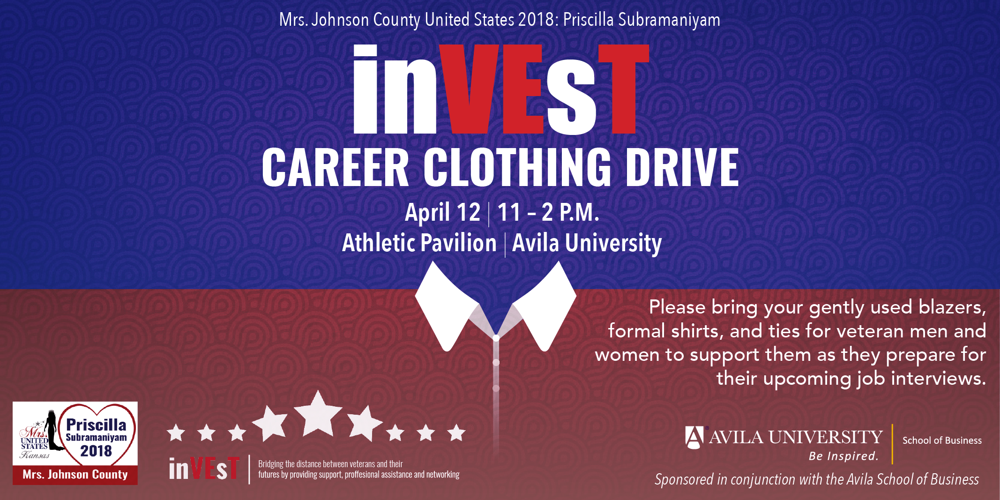 Mrs. Johnson County United States 2018: Priscilla Subramaniyam
inVEsT
CAREER CLOTHING DRIVE
April 12 | 11 – 2 P.M.
Athletic Pavilion | Avila University
Please bring your gently used blazers,
formal shirts, and ties for veteran men and
women to support them as they prepare for
their upcoming job interviews.
Mrs.
UNITED
STATES
Kansas
Priscilla
Subramaniyam
2018
Mrs. Johnson County
inVEsT
Bridging the distance between veterans and their
futures by providing support, proffesional assistance and networking
A® AVILA UNIVERSITY
Be Inspired.
School of Business
Sponsored in conjunction with the Avila School of Business